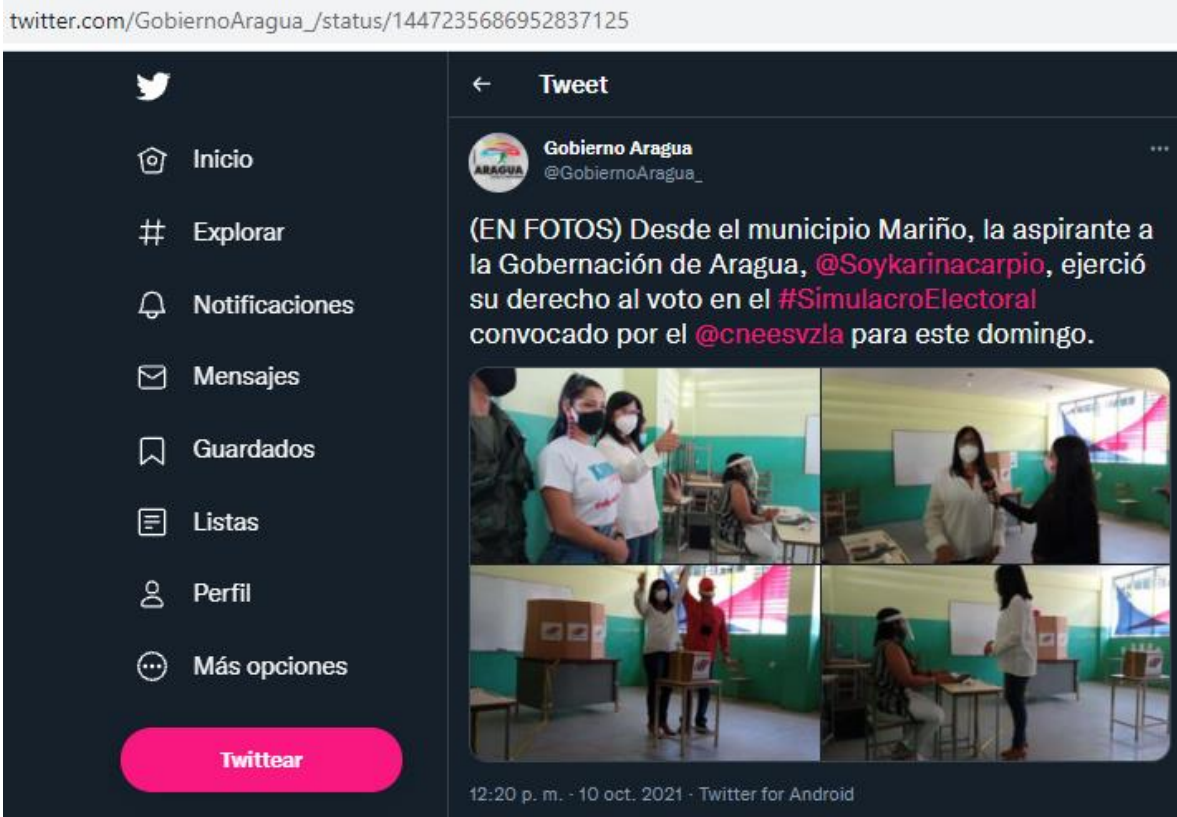 twitter.com/GobiernoAragua_/status/1447235686952837125
Inicio
Explorar
Notificaciones
Mensajes
Guardados
Listas
Perfil
Más opciones
Twittear
Tweet
ARAGUA
Gobierno Aragua
@GobiernoAragua_
(EN FOTOS) Desde el municipio Mariño, la aspirante a
la Gobernación de Aragua, @Soykarinacarpio, ejerció
su derecho al voto en el #SimulacroElectoral
convocado por el @cneesvzla para este domingo.
12:20 p. m. · 10 oct. 2021 · Twitter for Android